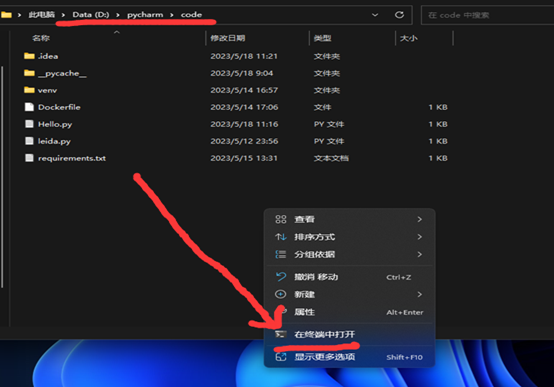 此电脑 > Data (D:) > pycharm > code
在 code 中搜索
名称 修改日期 类型 大小
.idea 2023/5/18 11:21 文件夹
__pycache__ 2023/5/18 9:04 文件夹
venv 2023/5/14 16:57 文件夹
Dockerfile 2023/5/14 17:06 文件 1 KB
Hello.py 2023/5/18 11:16 PY 文件 1 KB
leida.py 2023/5/12 23:56 PY 文件 1 KB
requirements.txt 2023/5/15 13:31 文本文档 1 KB
查看 >
排序方式 >
分组依据 >
撤消 移动 Ctrl+Z
新建 >
属性 Alt+Enter
在终端中打开
显示更多选项 Shift+F10